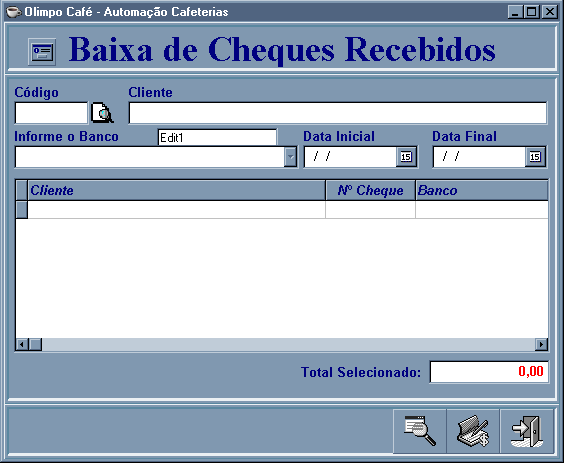 Olimpo Café - Automação Cafeterias
Baixa de Cheques Recebidos
Código Cliente
Informe o Banco Edit1 Data Inicial Data Final
/ / 15 / / 15
Cliente Nº Cheque Banco
Total Selecionado: 0,00